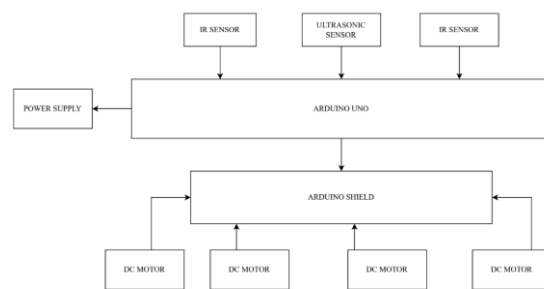 IR SENSOR
ULTRASONIC
SENSOR
IR SENSOR
POWER SUPPLY
ARDUINO UNO
ARDUINO SHIELD
DC MOTOR
DC MOTOR
DC MOTOR
DC MOTOR